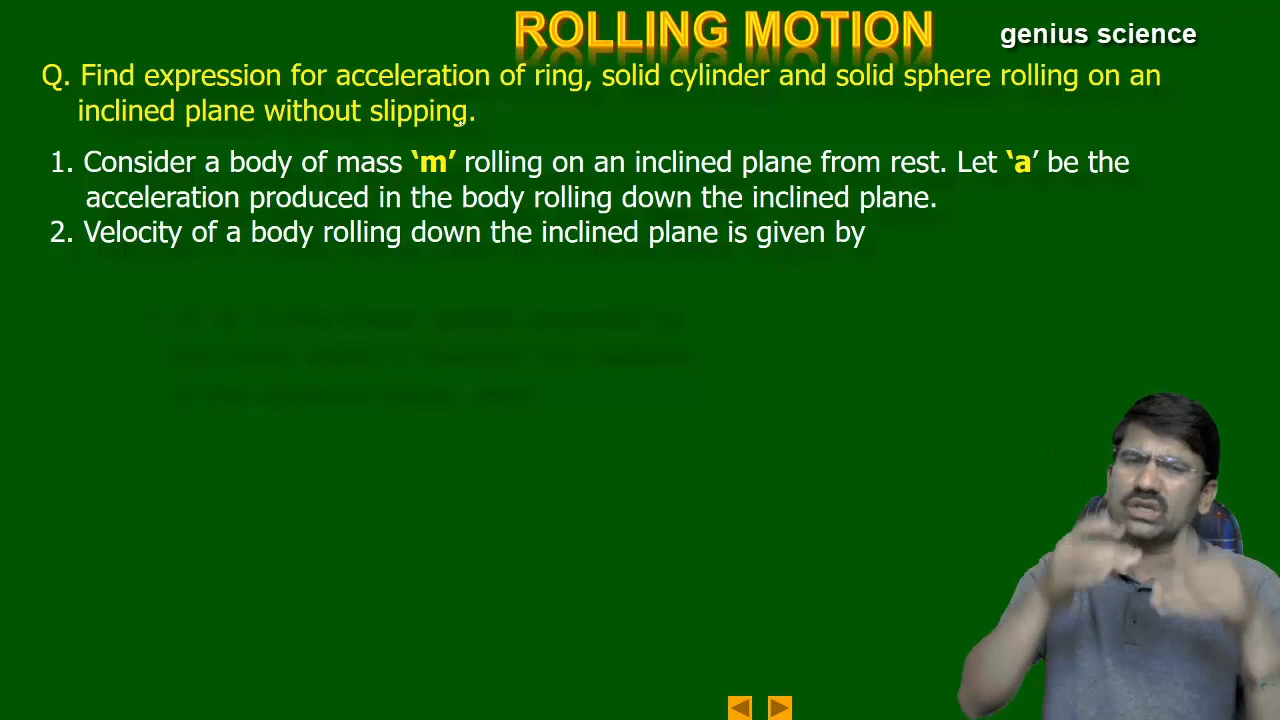 ROLLING MOTION
genius science
Q. Find expression for acceleration of ring, solid cylinder and solid sphere rolling on an
inclined plane without slipping.
1. Consider a body of mass ‘m’ rolling on an inclined plane from rest. Let ‘a’ be the
acceleration produced in the body rolling down the inclined plane.
2. Velocity of a body rolling down the inclined plane is given by